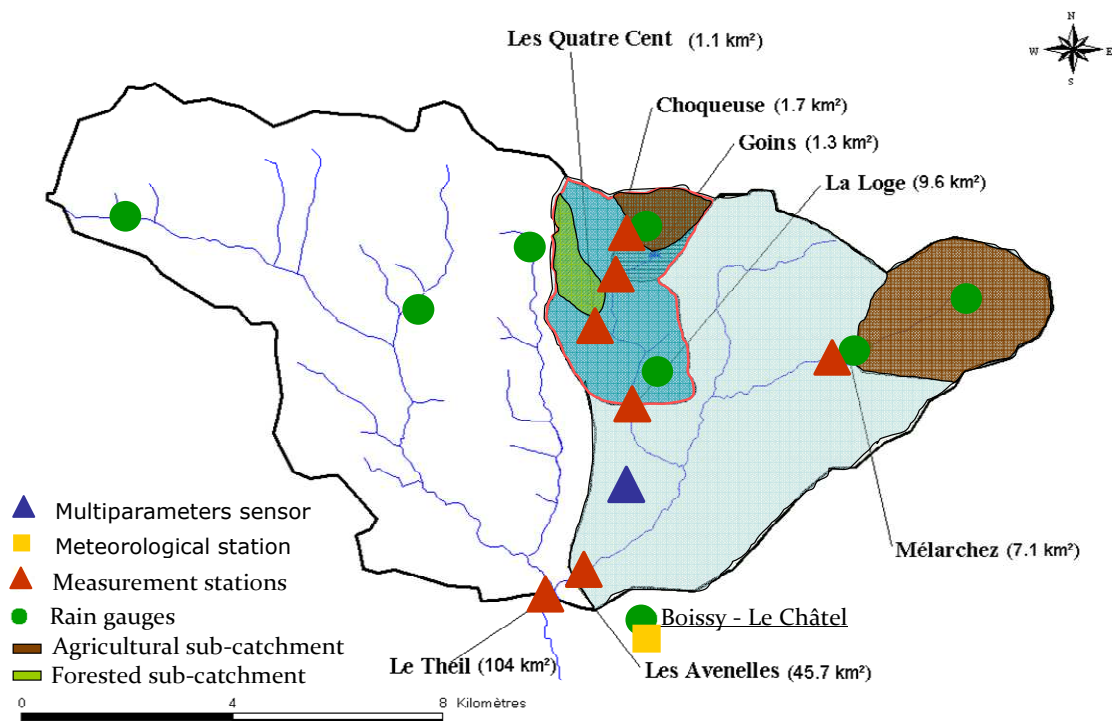 N
W E
S
Les Quatre Cent (1.1 km²)
Choqueuse (1.7 km²)
Goins (1.3 km²)
La Loge (9.6 km²)
Multiparameters sensor
Meteorological station
Measurement stations
Rain gauges
Agricultural sub-catchment
Forested sub-catchment
Mélarchez (7.1 km²)
Boissy - Le Châtel
Le Théil (104 km²)
Les Avenelles (45.7 km²)
0 4 8 Kilomètres